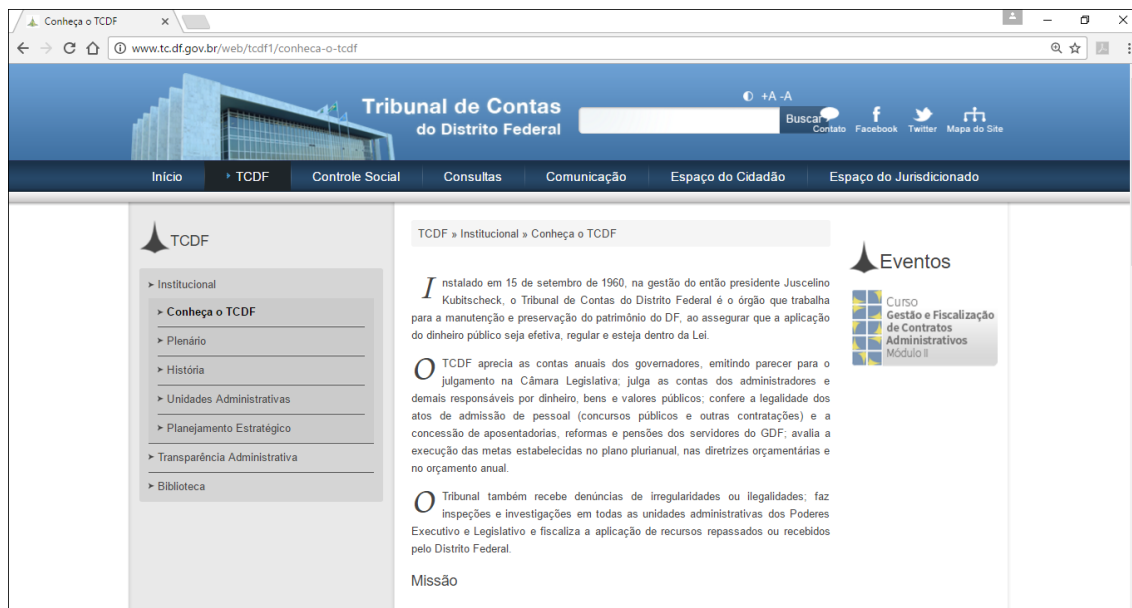 Conheça o TCDF
www.tc.df.gov.br/web/tcdf1/conheca-o-tcdf
Tribunal de Contas
do Distrito Federal
+A -A
Buscar
Contato Facebook Twitter Mapa do Site
Início TCDF Controle Social Consultas Comunicação Espaço do Cidadão Espaço do Jurisdicionado
TCDF
Institucional
Conheça o TCDF
Plenário
História
Unidades Administrativas
Planejamento Estratégico
Transparência Administrativa
Biblioteca
TCDF » Institucional » Conheça o TCDF
Instalado em 15 de setembro de 1960, na gestão do então presidente Juscelino
Kubitscheck, o Tribunal de Contas do Distrito Federal é o órgão que trabalha
para a manutenção e preservação do patrimônio do DF, ao assegurar que a aplicação
do dinheiro público seja efetiva, regular e esteja dentro da Lei.
O TCDF aprecia as contas anuais dos governadores, emitindo parecer para o
julgamento na Câmara Legislativa; julga as contas dos administradores e
demais responsáveis por dinheiro, bens e valores públicos; confere a legalidade dos
atos de admissão de pessoal (concursos públicos e outras contratações) e a
concessão de aposentadorias, reformas e pensões dos servidores do GDF; avalia a
execução das metas estabelecidas no plano plurianual, nas diretrizes orçamentárias e
no orçamento anual.
O Tribunal também recebe denúncias de irregularidades ou ilegalidades; faz
inspeções e investigações em todas as unidades administrativas dos Poderes
Executivo e Legislativo e fiscaliza a aplicação de recursos repassados ou recebidos
pelo Distrito Federal.
Missão
Eventos
Curso
Gestão e Fiscalização
de Contratos
Administrativos
Módulo II